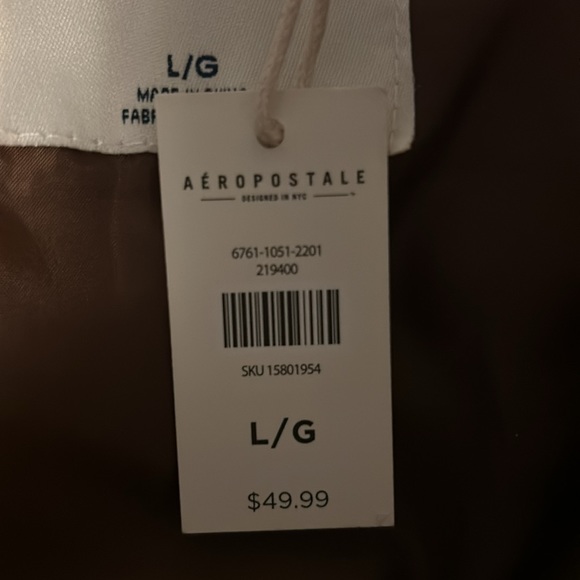 L/G
AÉROPOSTALE
DESIGNED IN NYC
6761-1051-2201
219400
SKU 15801954
L/G
$49.99